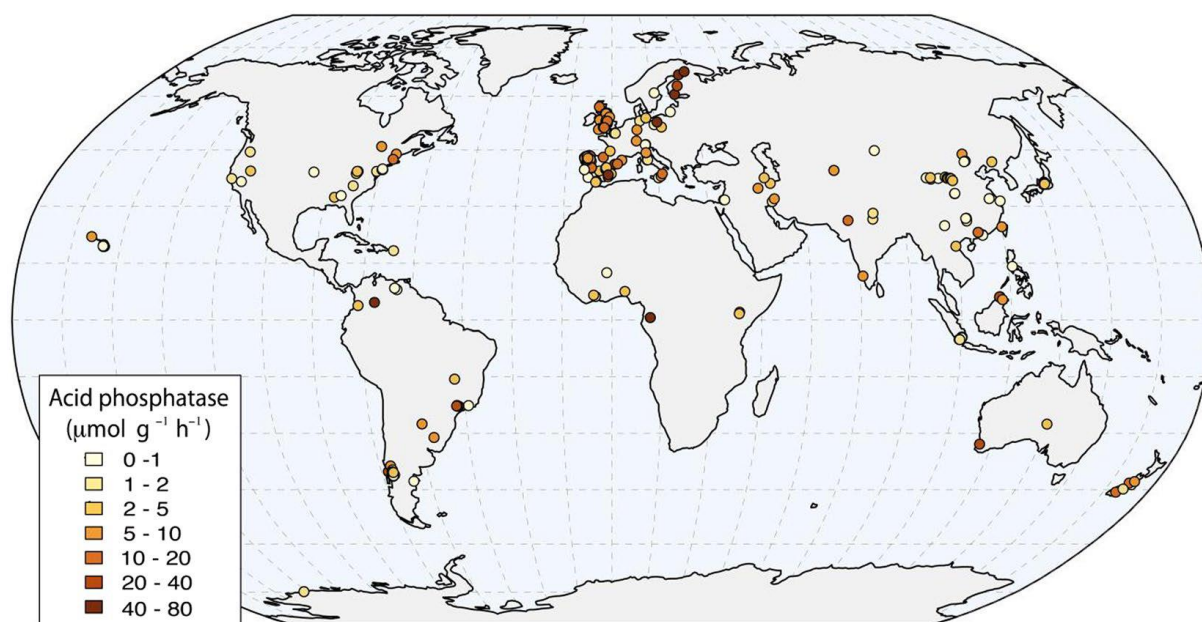 Acid phosphatase
(μmol g ⁻¹ h⁻¹)
0 -1
1 - 2
2 - 5
5 - 10
10 - 20
20 - 40
40 - 80